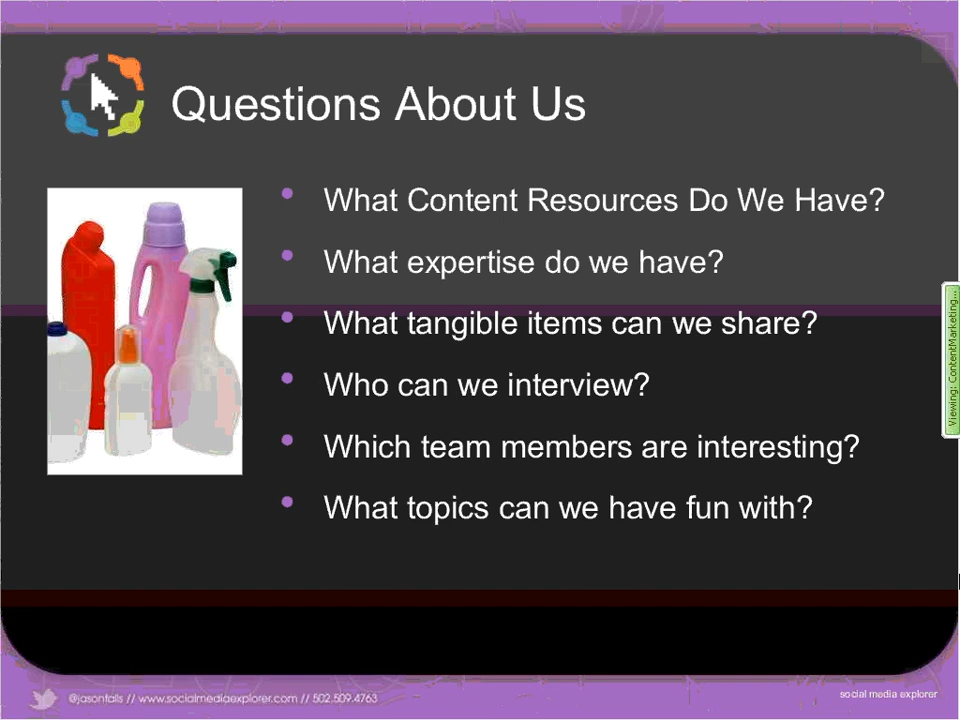 Questions About Us
What Content Resources Do We Have?
What expertise do we have?
What tangible items can we share?
Who can we interview?
Which team members are interesting?
What topics can we have fun with?
Viewing: ContentMarketing...
@jasonfalls // www.socialmediaexplorer.com // 502.509.4763
social media explorer